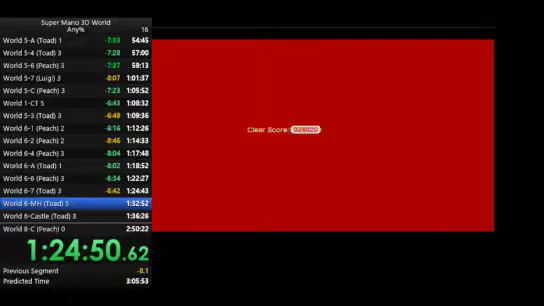 Super Mario 3D World
Any% 16
World 5-A (Toad) 1 -7:33 54:45
World 5-4 (Toad) 3 -7:28 57:00
World 5-6 (Peach) 3 -7:37 59:13
World 5-7 (Luigi) 3 -8:07 1:01:37
World 5-C (Peach) 3 -7:23 1:05:52
World 1-CT 5 -6:43 1:08:32
World 5-3 (Toad) 3 -6:49 1:09:36
World 6-1 (Peach) 2 -6:16 1:12:26
World 6-2 (Peach) 2 -8:46 1:14:33
World 6-4 (Peach) 3 -8:04 1:17:48
World 6-A (Toad) 1 -8:02 1:18:52
World 6-6 (Peach) 3 -6:34 1:22:27
World 6-7 (Toad) 3 -6:42 1:24:43
World 6-MH (Toad) 5 1:32:52
World 6-Castle (Toad) 3 1:36:26
World 8-C (Peach) 0 2:50:22
1:24:50.62
Previous Segment -8.1
Predicted Time 3:05:53
Clear Score: